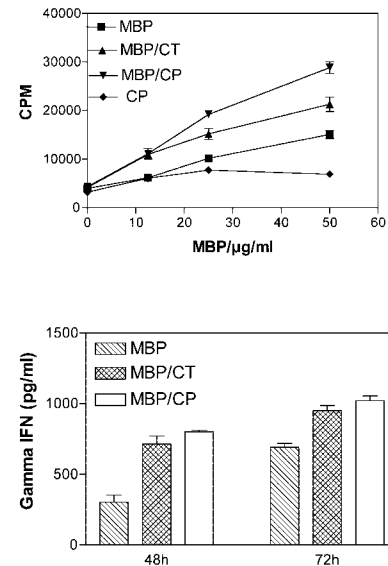 40000
30000
20000
10000
0
CPM
MBP
MBP/CT
MBP/CP
CP
0 10 20 30 40 50 60
MBP/µg/ml
1500
1000
500
0
Gamma IFN (pg/ml)
MBP
MBP/CT
MBP/CP
48h 72h